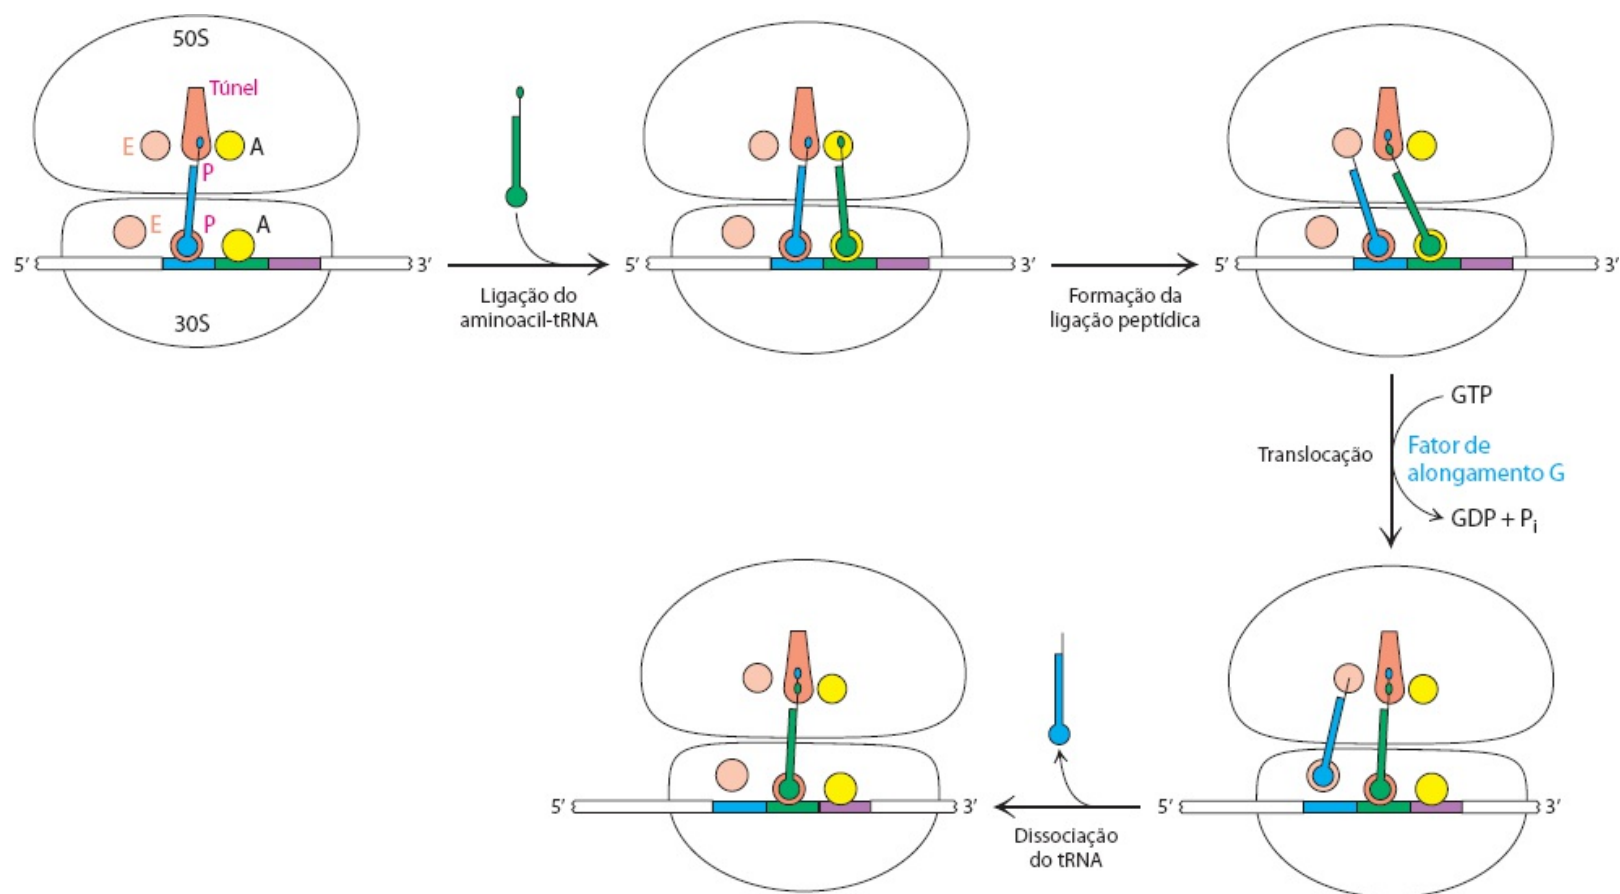 50S
Túnel
E
A
P
E
P
A
5′
3′
30S
Ligação do
aminoacil-tRNA
5′
3′
Formação da
ligação peptídica
5′
3′
GTP
Translocação
Fator de
alongamento G
GDP + Pi
5′
3′
Dissociação
do tRNA
5′
3′